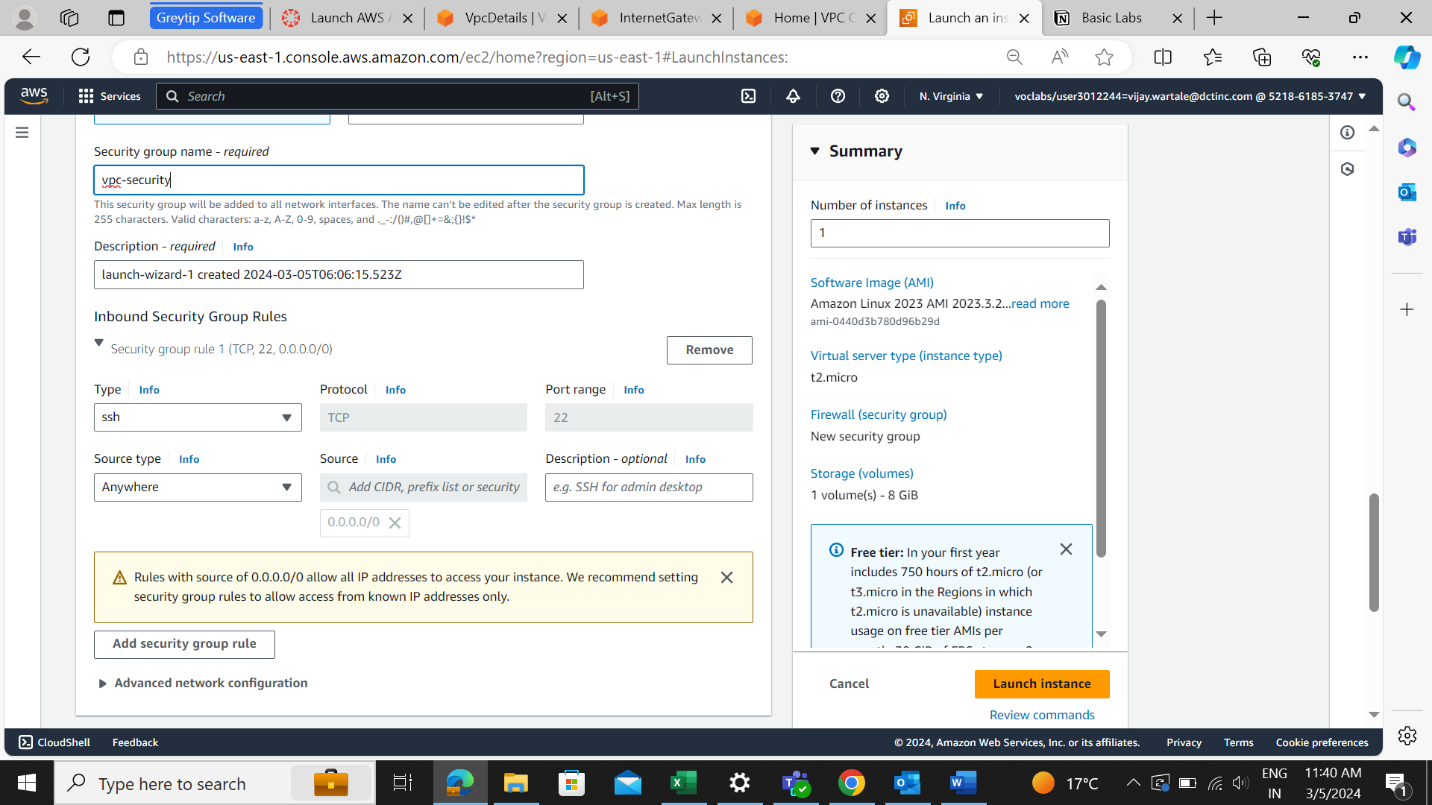 Greytip Software
Launch AWS A
VpcDetails | V
InternetGatew
Home | VPC C
Launch an ins
Basic Labs
https://us-east-1.console.aws.amazon.com/ec2/home?region=us-east-1#LaunchInstances:
aws
Services
Search
[Alt+S]
N. Virginia
voclabs/user3012244=vijay.wartale@dctinc.com @ 5218-6185-3747
Security group name - required
vpc-security
This security group will be added to all network interfaces. The name can't be edited after the security group is created. Max length is
255 characters. Valid characters: a-z, A-Z, 0-9, spaces, and ._-:/()#,@[]+=&;{}!$*
Description - required Info
launch-wizard-1 created 2024-03-05T06:06:15.523Z
Inbound Security Group Rules
Security group rule 1 (TCP, 22, 0.0.0.0/0)
Remove
Type Info
Protocol Info
Port range Info
ssh
TCP
22
Source type Info
Source Info
Description - optional Info
Anywhere
Add CIDR, prefix list or security
e.g. SSH for admin desktop
0.0.0.0/0
Rules with source of 0.0.0.0/0 allow all IP addresses to access your instance. We recommend setting
security group rules to allow access from known IP addresses only.
Add security group rule
Advanced network configuration
Summary
Number of instances Info
1
Software Image (AMI)
Amazon Linux 2023 AMI 2023.3.2...read more
ami-0440d3b780d96b29d
Virtual server type (instance type)
t2.micro
Firewall (security group)
New security group
Storage (volumes)
1 volume(s) - 8 GiB
Free tier: In your first year
includes 750 hours of t2.micro (or
t3.micro in the Regions in which
t2.micro is unavailable) instance
usage on free tier AMIs per
Cancel
Launch instance
Review commands
CloudShell
Feedback
© 2024, Amazon Web Services, Inc. or its affiliates.
Privacy
Terms
Cookie preferences
Type here to search
17°C
ENG
IN
11:40 AM
3/5/2024
1